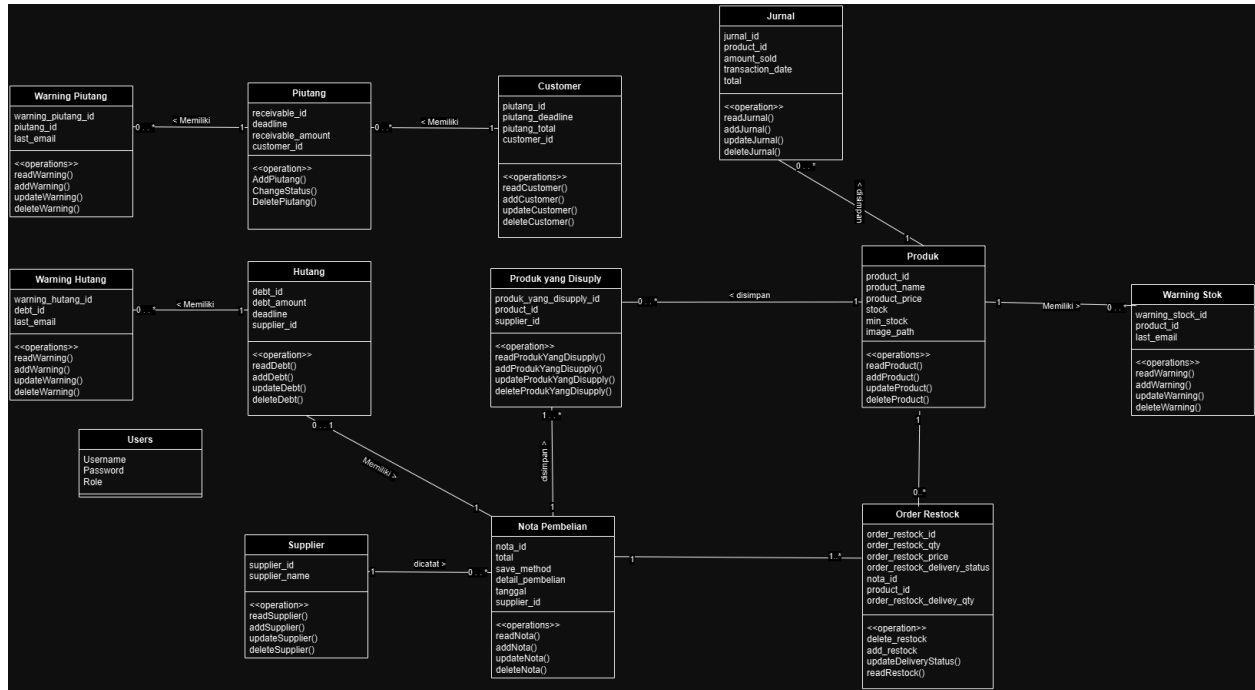 Jurnal
jurnal_id
product_id
amount_sold
transaction_date
total
<<operation>>
readJurnal()
addJurnal()
updateJurnal()
deleteJurnal()
0 . . *
< disimpan
1
Warning Piutang
warning_piutang_id
piutang_id
last_email
<<operations>>
readWarning()
addWarning()
updateWarning()
deleteWarning()
0 . . *
< Memiliki
1
Piutang
receivable_id
deadline
receivable_amount
customer_id
<<operation>>
AddPiutang()
ChangeStatus()
DeletePiutang()
0 . . *
< Memiliki
1
Customer
piutang_id
piutang_deadline
piutang_total
customer_id
<<operations>>
readCustomer()
addCustomer()
updateCustomer()
deleteCustomer()
Warning Hutang
warning_hutang_id
debt_id
last_email
<<operations>>
readWarning()
addWarning()
updateWarning()
deleteWarning()
0 . . *
< Memiliki
1
Hutang
debt_id
debt_amount
deadline
supplier_id
<<operation>>
readDebt()
addDebt()
updateDebt()
deleteDebt()
0 . . 1
Memiliki >
1
Produk yang Disuply
produk_yang_disupply_id
product_id
supplier_id
<<operation>>
readProdukYangDisupply()
addProdukYangDisupply()
updateProdukYangDisupply()
deleteProdukYangDisupply()
0 . . *
< disimpan
1
1 . . *
disimpan >
1
Produk
product_id
product_name
product_price
stock
min_stock
image_path
<<operations>>
readProduct()
addProduct()
updateProduct()
deleteProduct()
1
Memiliki >
0 . . *
Warning Stok
warning_stock_id
product_id
last_email
<<operations>>
readWarning()
addWarning()
updateWarning()
deleteWarning()
1
0..*
Users
Username
Password
Role
Supplier
supplier_id
supplier_name
<<operation>>
readSupplier()
addSupplier()
updateSupplier()
deleteSupplier()
1
dicatat >
0 . . *
Nota Pembelian
nota_id
total
save_method
detail_pembelian
tanggal
supplier_id
<<operations>>
readNota()
addNota()
updateNota()
deleteNota()
1
1..*
Order Restock
order_restock_id
order_restock_qty
order_restock_price
order_restock_delivery_status
nota_id
product_id
order_restock_delivey_qty
<<operation>>
delete_restock
add_restock
updateDeliveryStatus()
readRestock()